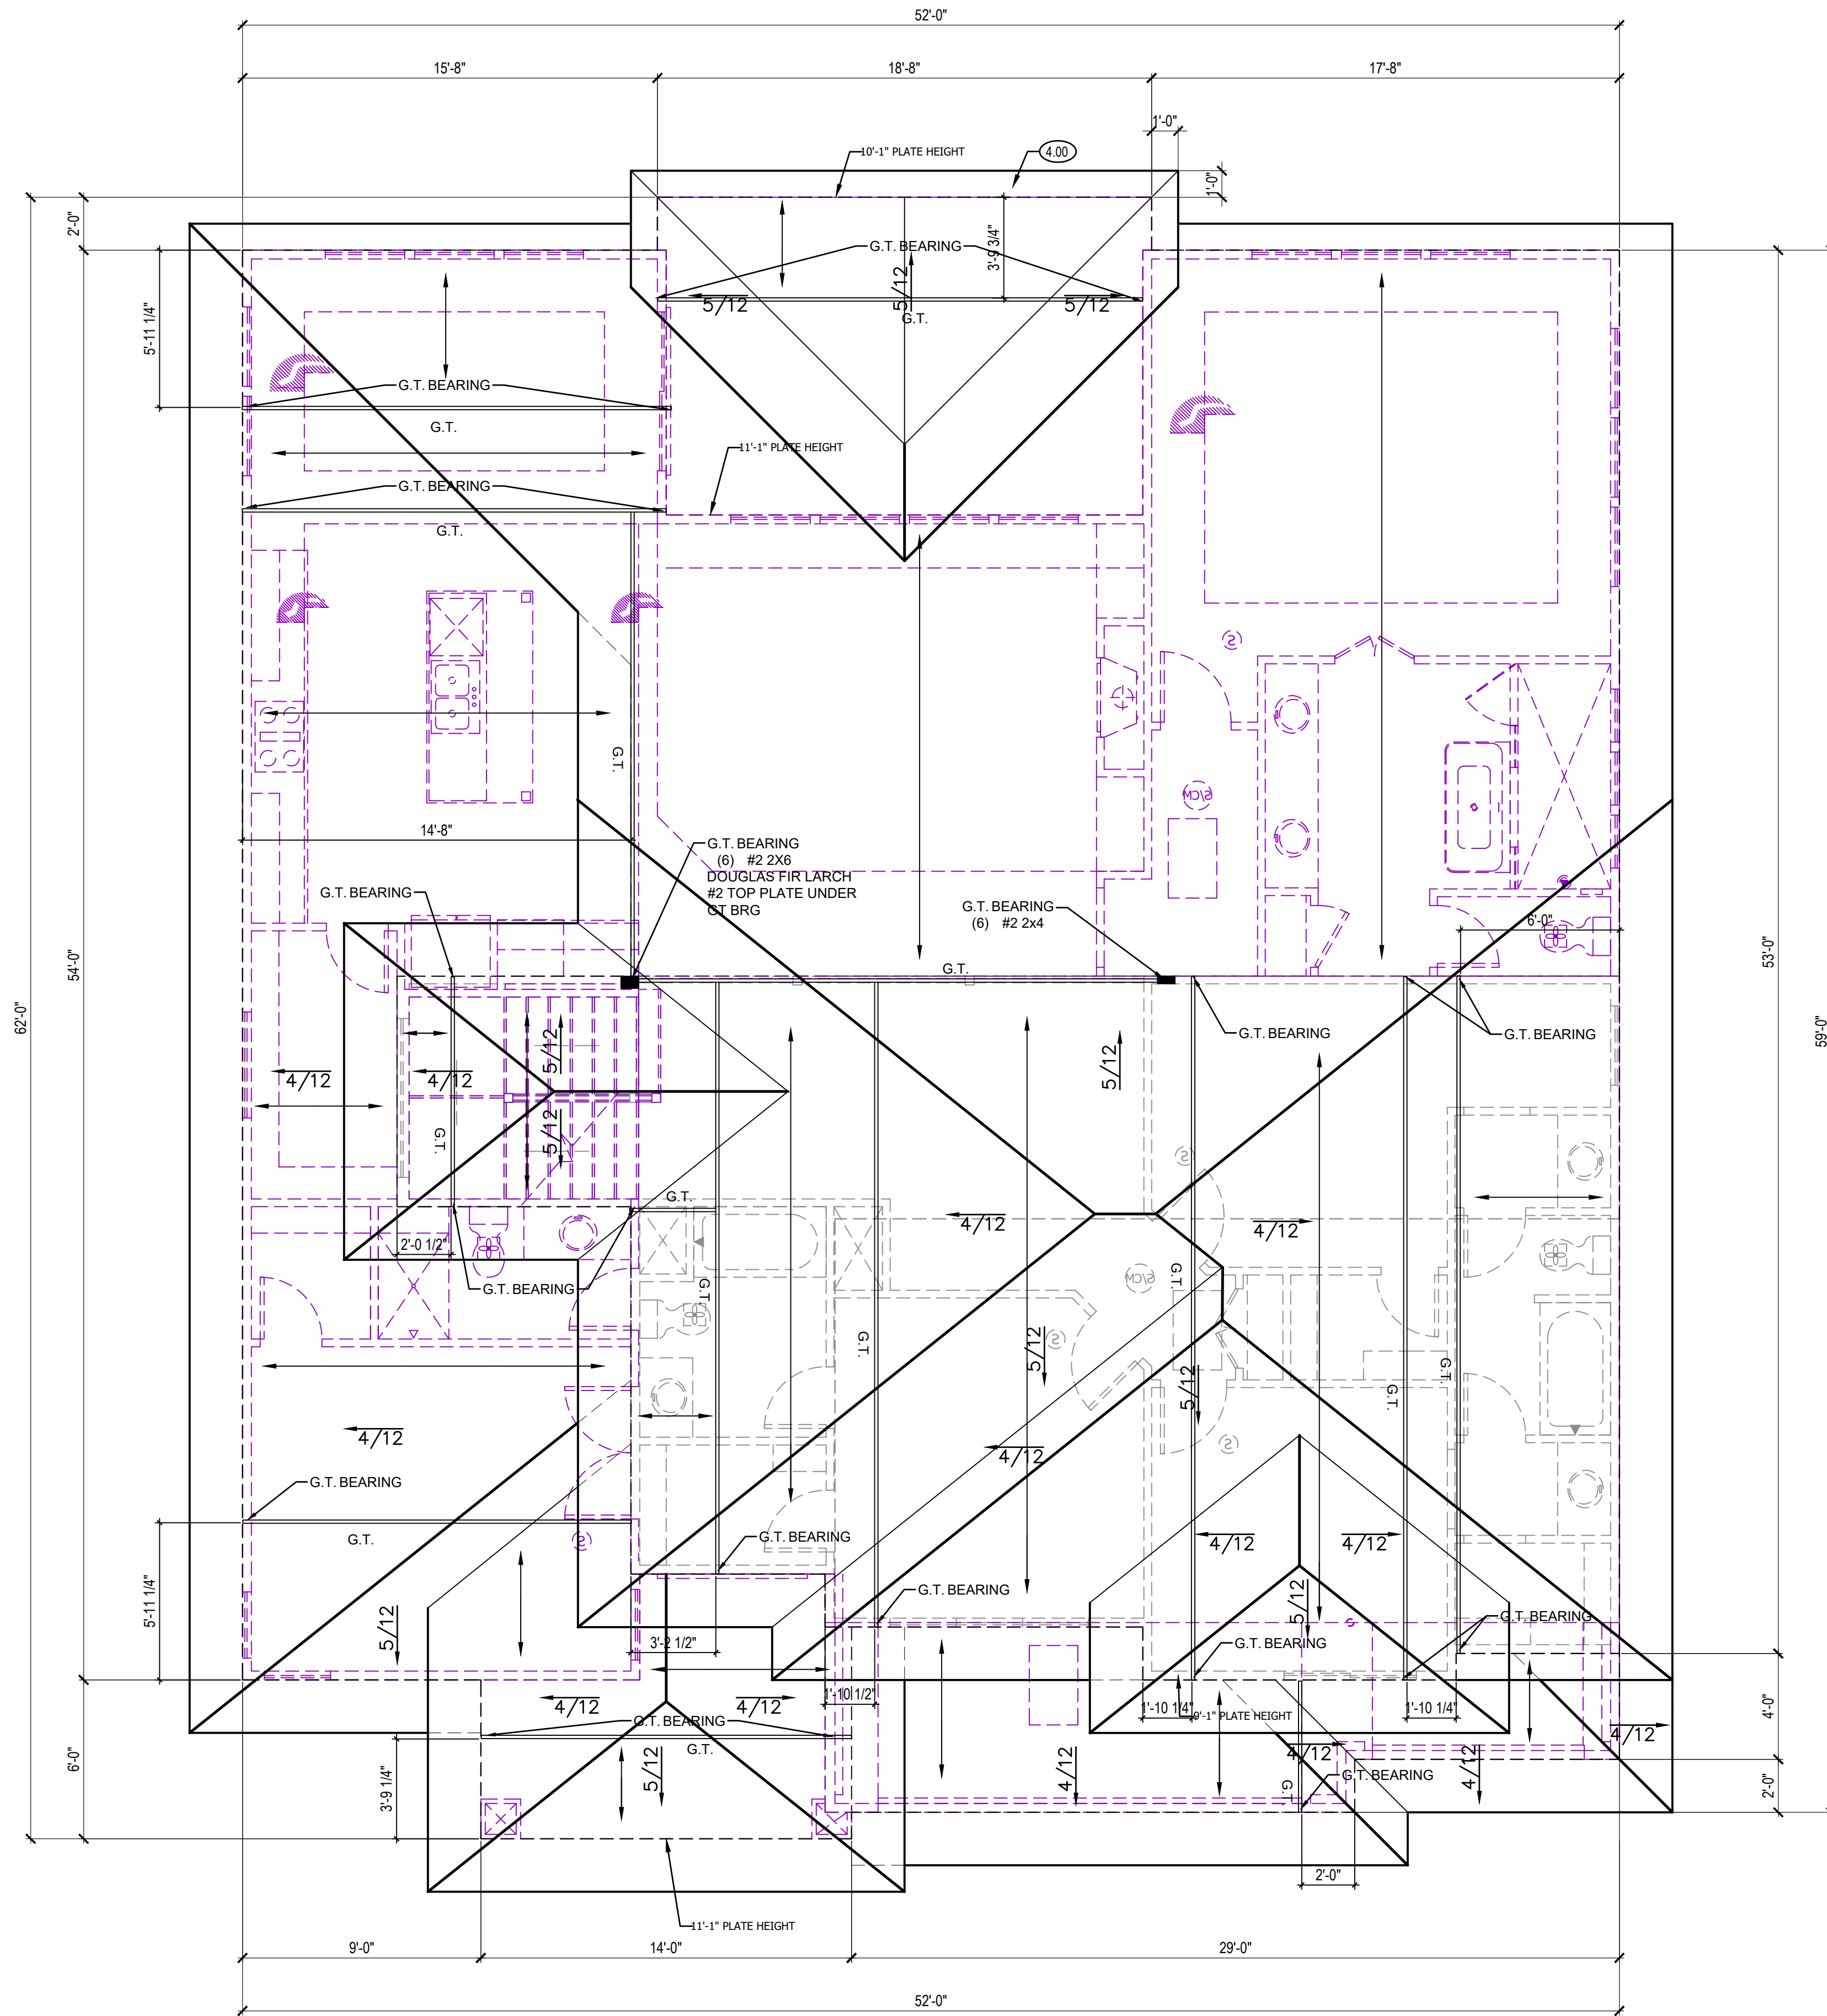 52'-0"
15'-8"
18'-8"
17'-8"
1'-0"
10'-1" PLATE HEIGHT
4.00
1'-0"
2'-0"
G.T. BEARING
3'-9 3/4"
5/12
5/12
5/12
G.T.
5'-11 1/4"
G.T. BEARING
G.T.
11'-1" PLATE HEIGHT
G.T. BEARING
G.T.
S
G.T.
S/CM
14'-8"
G.T. BEARING
(6) #2 2X6
DOUGLAS FIR LARCH
#2 TOP PLATE UNDER
GT BRG
G.T. BEARING
G.T. BEARING
(6) #2 2x4
6'-0"
54'-0"
53'-0"
62'-0"
59'-0"
G.T.
G.T. BEARING
G.T. BEARING
5/12
5/12
4/12
4/12
5/12
G.T.
S
G.T.
4/12
4/12
2'-0 1/2"
G.T. BEARING
G.T.
G.T.
S/CM
S
G.T.
5/12
G.T.
G.T.
5/12
4/12
4/12
S
G.T. BEARING
G.T.
S
G.T. BEARING
4/12
4/12
5'-11 1/4"
5/12
G.T. BEARING
5/12
G.T. BEARING
3'-2 1/2"
G.T. BEARING
4/12
4/12
1'-10 1/2"
1'-10 1/4"
9'-1" PLATE HEIGHT
1'-10 1/4"
4'-0"
G.T. BEARING
G.T.
4/12
4/12
6'-0"
3'-9 1/4"
5/12
4/12
G.T.
G.T. BEARING
4/12
2'-0"
2'-0"
11'-1" PLATE HEIGHT
9'-0"
14'-0"
29'-0"
52'-0"